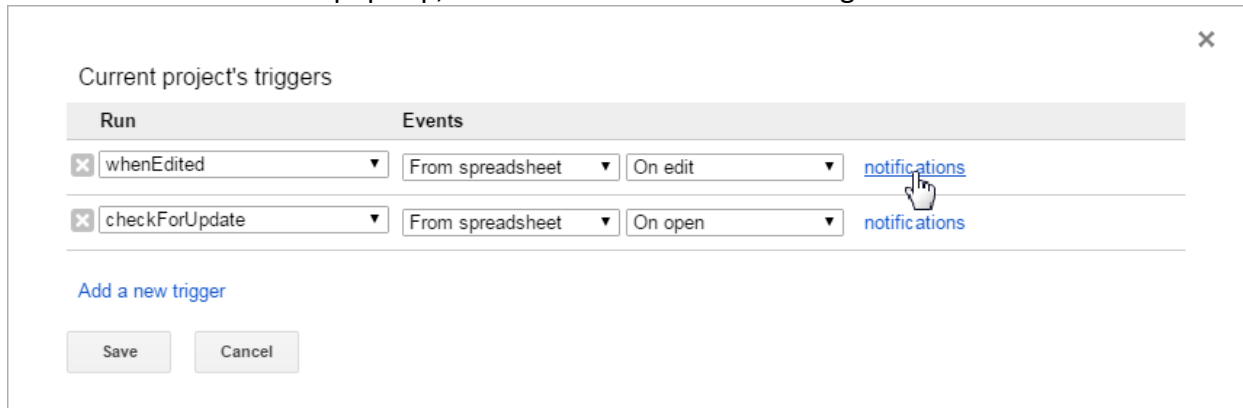 Current project's triggers
Run Events
whenEdited From spreadsheet On edit notifications
checkForUpdate From spreadsheet On open notifications
Add a new trigger
Save Cancel